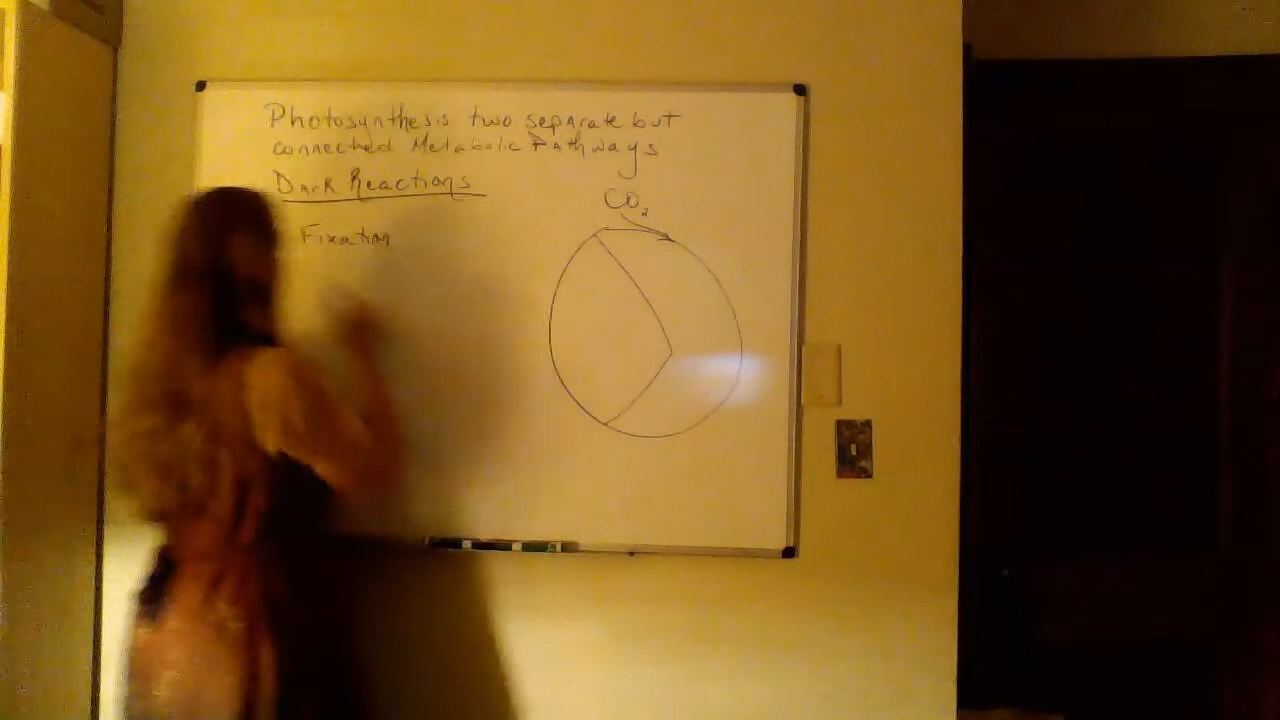 Photosynthesis two separate but
connected Metabolic Pathways
Dark Reactions
CO2
Fixation